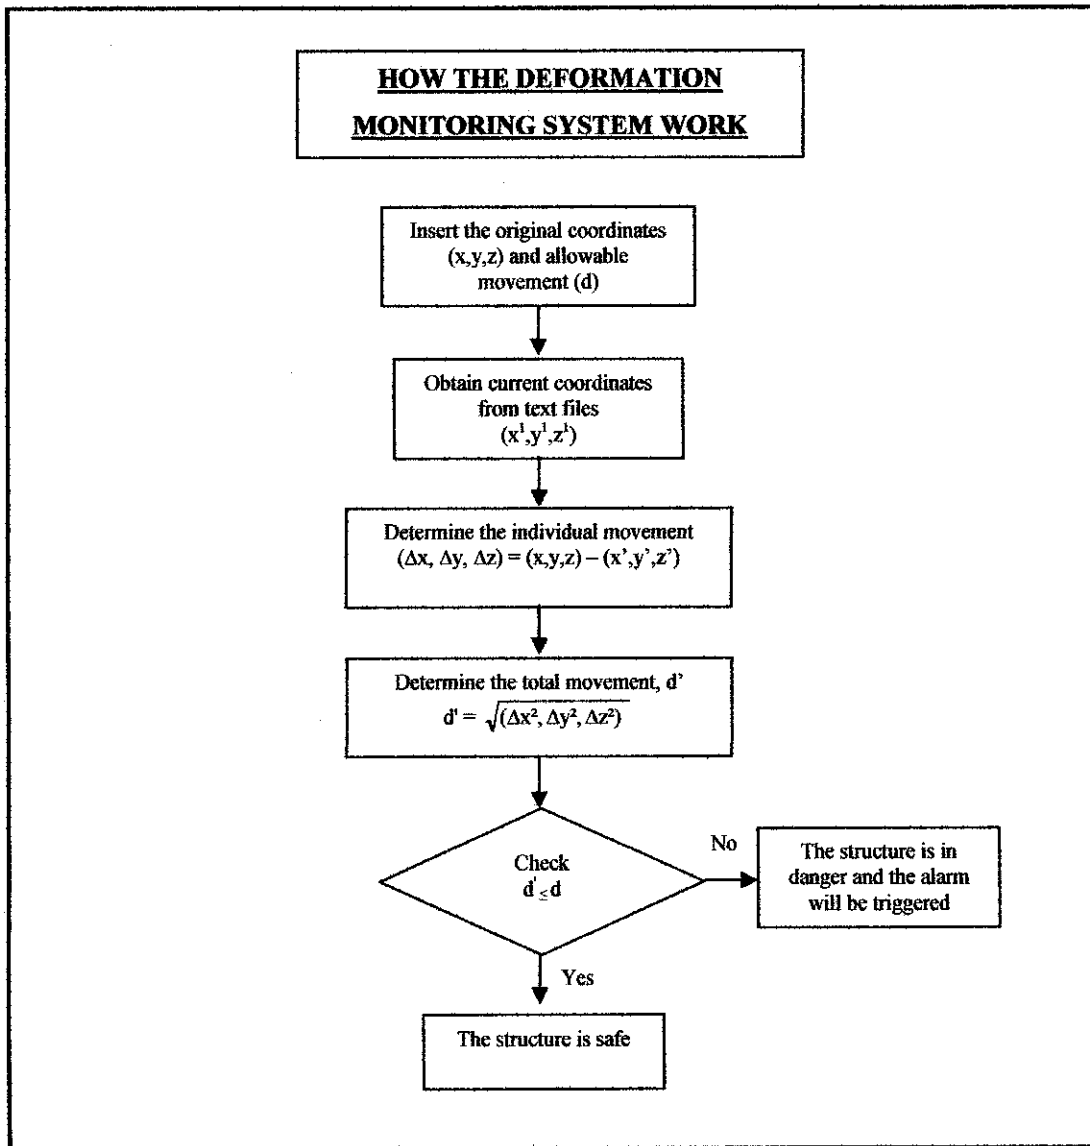 HOW THE DEFORMATION
MONITORING SYSTEM WORK
Insert the original coordinates
(x,y,z) and allowable
movement (d)
Obtain current coordinates
from text files
(x¹,y¹,z¹)
Determine the individual movement
(Δx, Δy, Δz) = (x,y,z) – (x’,y’,z’)
Determine the total movement, d’
d' = √(Δx², Δy², Δz²)
Check
d' ≤ d
No
The structure is in
danger and the alarm
will be triggered
Yes
The structure is safe